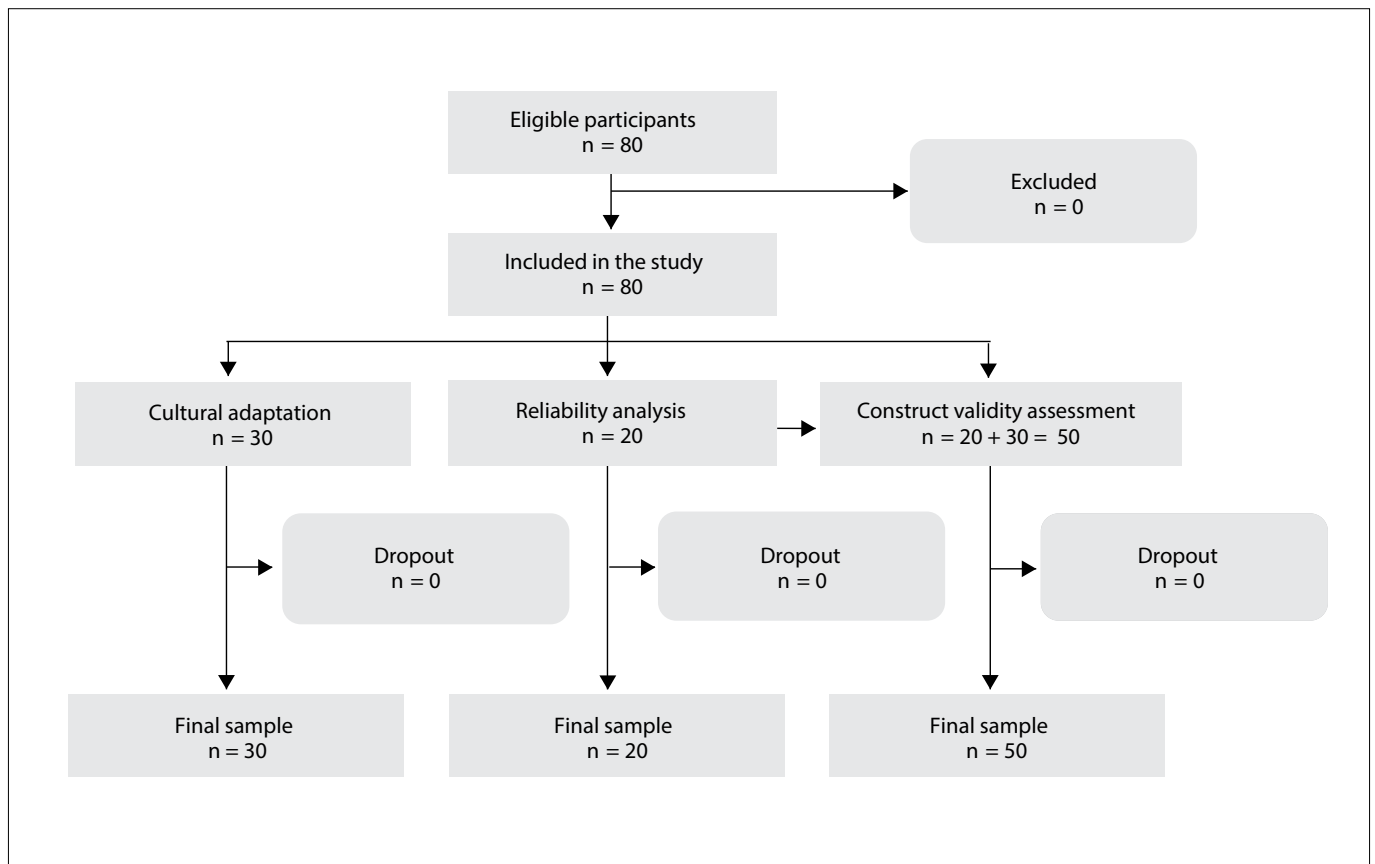 Eligible participants
n = 80
Excluded
n = 0
Included in the study
n = 80
Cultural adaptation
n = 30
Reliability analysis
n = 20
Construct validity assessment
n = 20 + 30 = 50
Dropout
n = 0
Dropout
n = 0
Dropout
n = 0
Final sample
n = 30
Final sample
n = 20
Final sample
n = 50